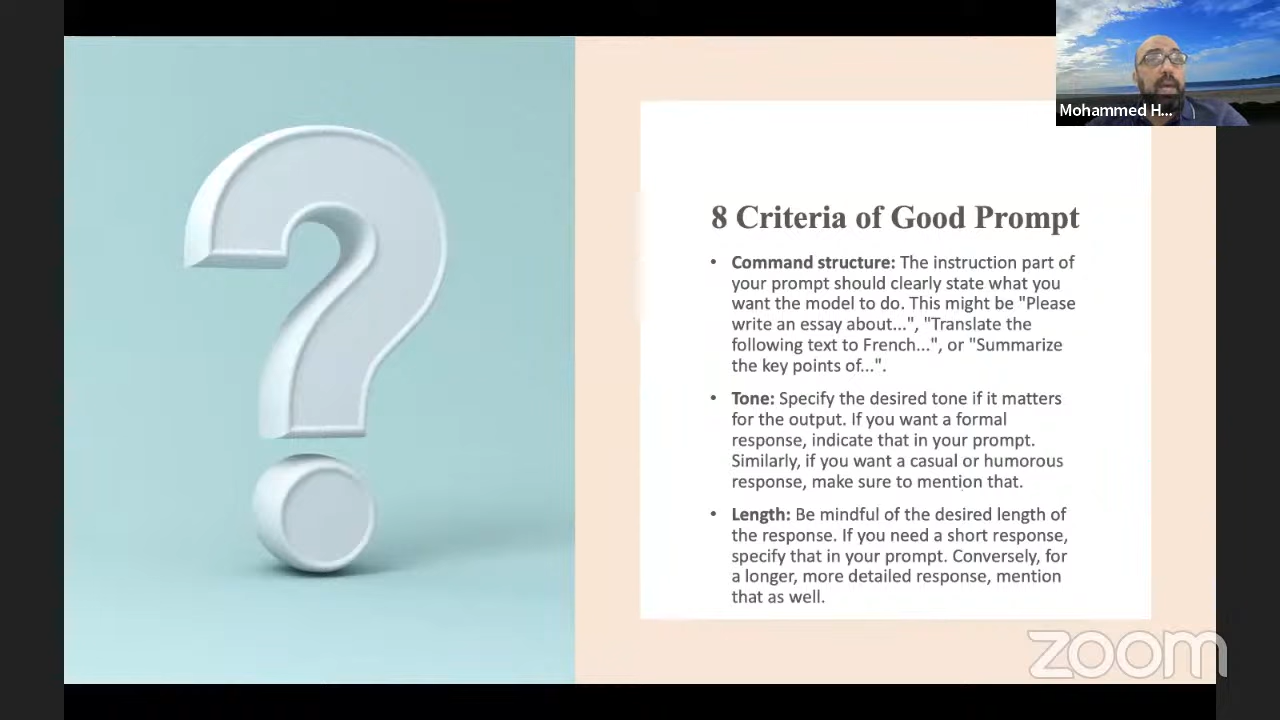 Mohammed H...
8 Criteria of Good Prompt
• Command structure: The instruction part of
your prompt should clearly state what you
want the model to do. This might be "Please
write an essay about...", "Translate the
following text to French...", or "Summarize
the key points of...".
• Tone: Specify the desired tone if it matters
for the output. If you want a formal
response, indicate that in your prompt.
Similarly, if you want a casual or humorous
response, make sure to mention that.
• Length: Be mindful of the desired length of
the response. If you need a short response,
specify that in your prompt. Conversely, for
a longer, more detailed response, mention
that as well.
zoom